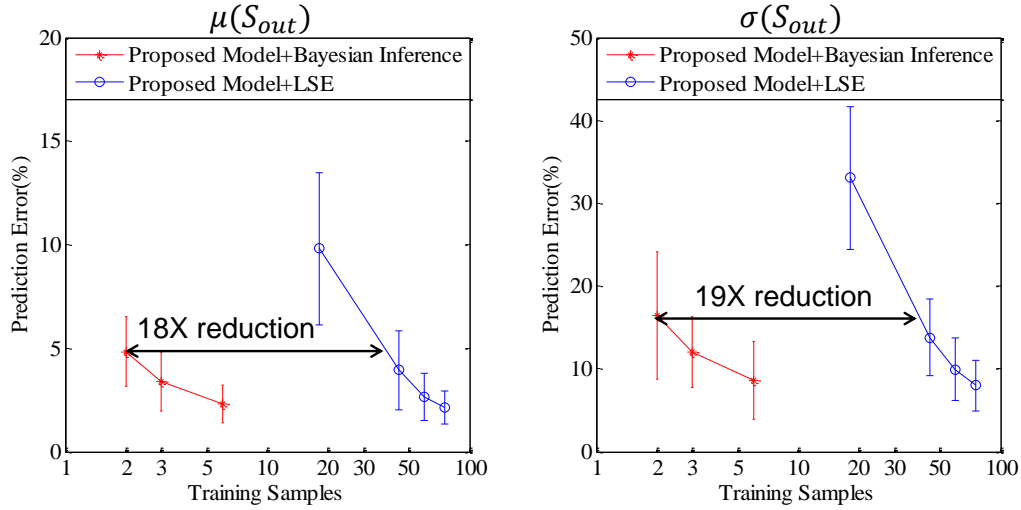 μ(S_out)
20
15
10
5
0
Prediction Error(%)
Proposed Model+Bayesian Inference
Proposed Model+LSE
18X reduction
1 2 3 5 10 20 30 50 100
Training Samples
σ(S_out)
50
40
30
20
10
0
Prediction Error(%)
Proposed Model+Bayesian Inference
Proposed Model+LSE
19X reduction
1 2 3 5 10 20 30 50 100
Training Samples